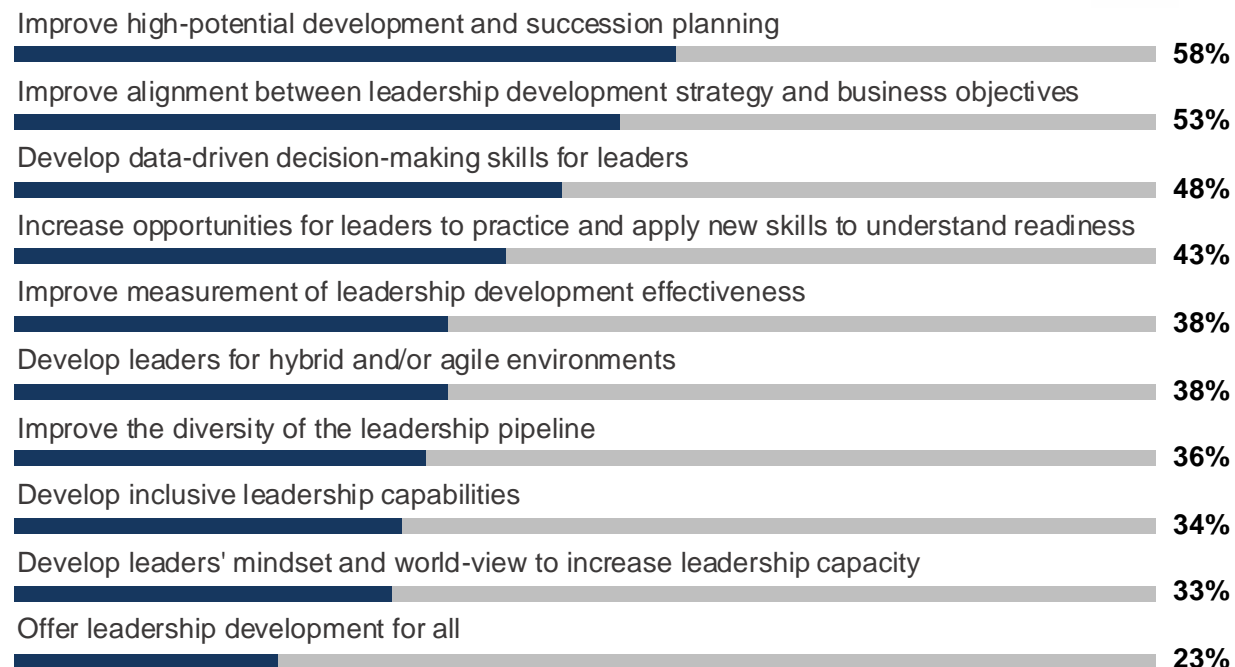 Improve high-potential development and succession planning
58%
Improve alignment between leadership development strategy and business objectives
53%
Develop data-driven decision-making skills for leaders
48%
Increase opportunities for leaders to practice and apply new skills to understand readiness
43%
Improve measurement of leadership development effectiveness
38%
Develop leaders for hybrid and/or agile environments
38%
Improve the diversity of the leadership pipeline
36%
Develop inclusive leadership capabilities
34%
Develop leaders' mindset and world-view to increase leadership capacity
33%
Offer leadership development for all
23%